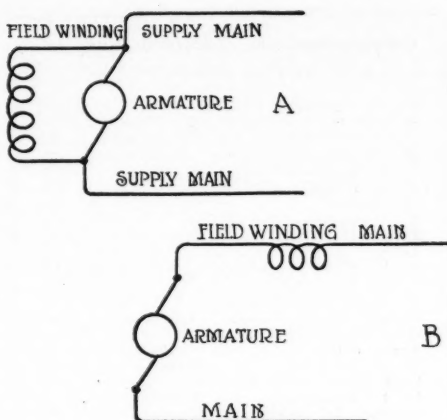 FIELD WINDING SUPPLY MAIN
ARMATURE A
SUPPLY MAIN
FIELD WINDING MAIN
ARMATURE B
MAIN